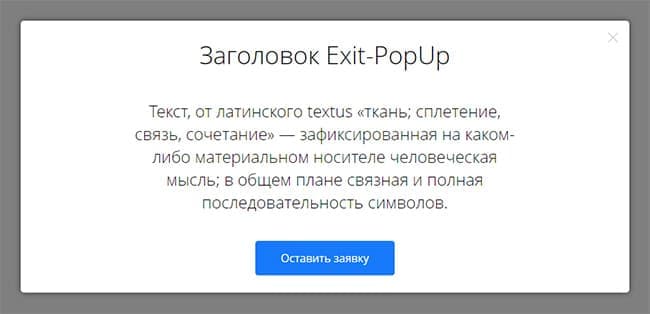 Заголовок Exit-PopUp
Текст, от латинского textus «ткань; сплетение,
связь, сочетание» — зафиксированная на каком-
либо материальном носителе человеческая
мысль; в общем плане связная и полная
последовательность символов.
Оставить заявку